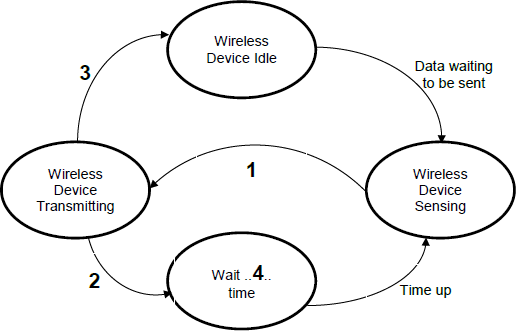 Wireless
Device Idle
3
Data waiting
to be sent
1
Wireless
Device
Transmitting
Wireless
Device
Sensing
2
Wait ..4..
time
Time up